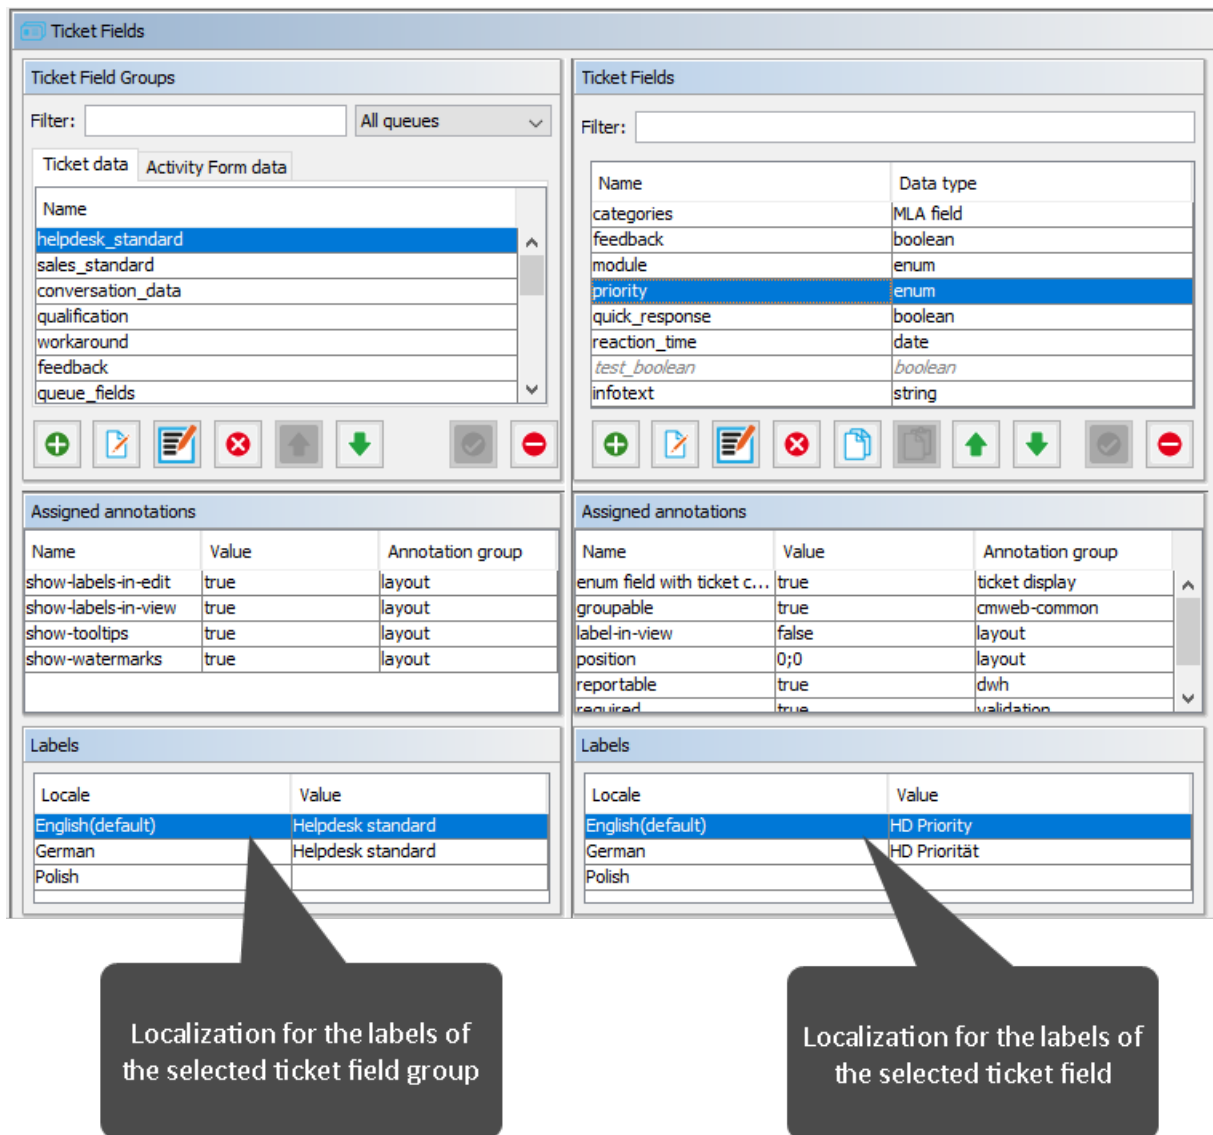 Ticket Fields
Ticket Field Groups
Filter:
All queues
Ticket data
Activity Form data
Name
helpdesk_standard
sales_standard
conversation_data
qualification
workaround
feedback
queue_fields
Assigned annotations
Name Value Annotation group
show-labels-in-edit true layout
show-labels-in-view true layout
show-tooltips true layout
show-watermarks true layout
Labels
Locale Value
English(default) Helpdesk standard
German Helpdesk standard
Polish
Localization for the labels of
the selected ticket field group
Ticket Fields
Filter:
Name Data type
categories MLA field
feedback boolean
module enum
priority enum
quick_response boolean
reaction_time date
test_boolean boolean
infotext string
Assigned annotations
Name Value Annotation group
enum field with ticket c... true ticket display
groupable true cmweb-common
label-in-view false layout
position 0;0 layout
reportable true dwh
required true validation
Labels
Locale Value
English(default) HD Priority
German HD Priorität
Polish
Localization for the labels of
the selected ticket field